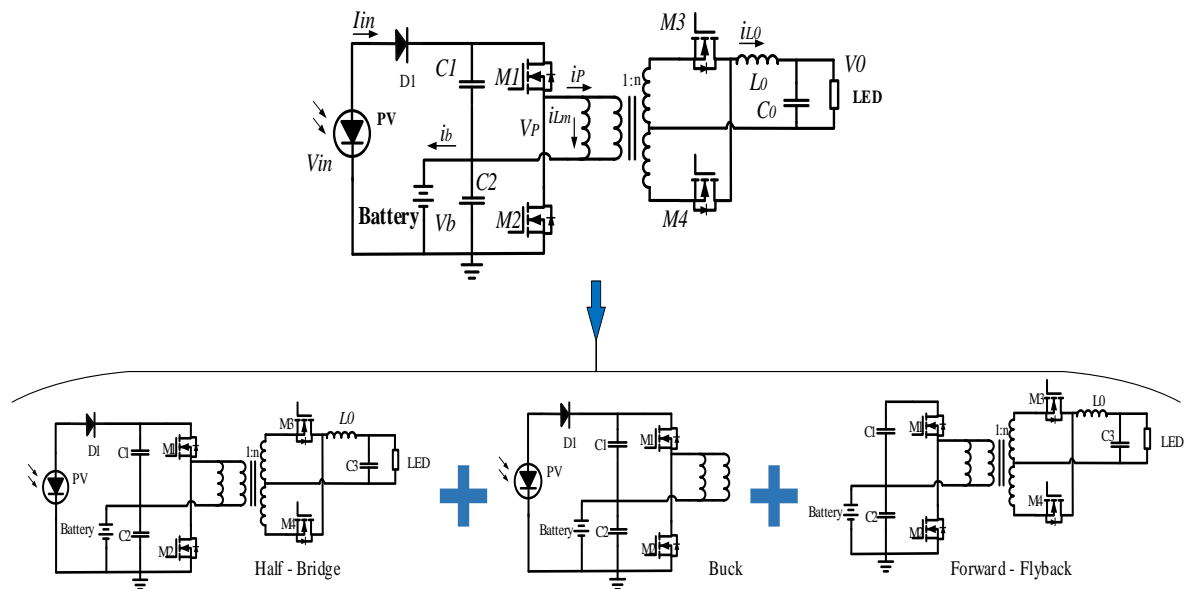 Iin
D1
PV
Vin
C1
M1
iP
1:n
VP
iLm
ib
C2
Battery
Vb
M2
M3
iL0
L0
C0
V0
LED
M4
D1
PV
C1
M1
1:n
M3
L0
C3
LED
Battery
C2
M2
M4
Half - Bridge
D1
PV
C1
M1
Battery
C2
M2
Buck
C1
M1
1:n
M3
L0
C3
LED
Battery
C2
M2
M4
Forward - Flyback